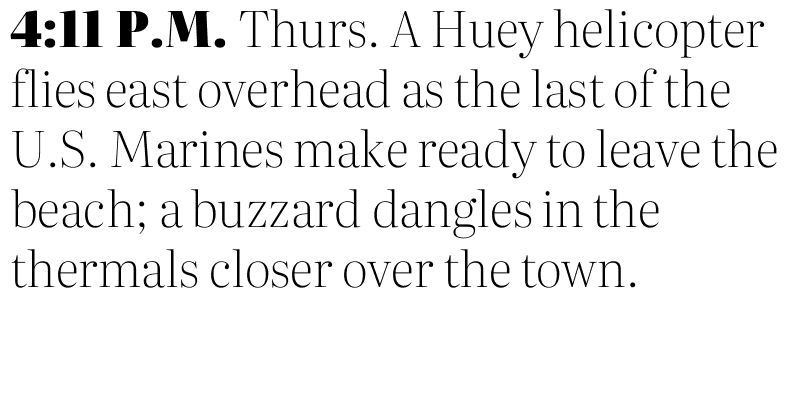 4:11 P.M. Thurs. A Huey helicopter
flies east overhead as the last of the
U.S. Marines make ready to leave the
beach; a buzzard dangles in the
thermals closer over the town.